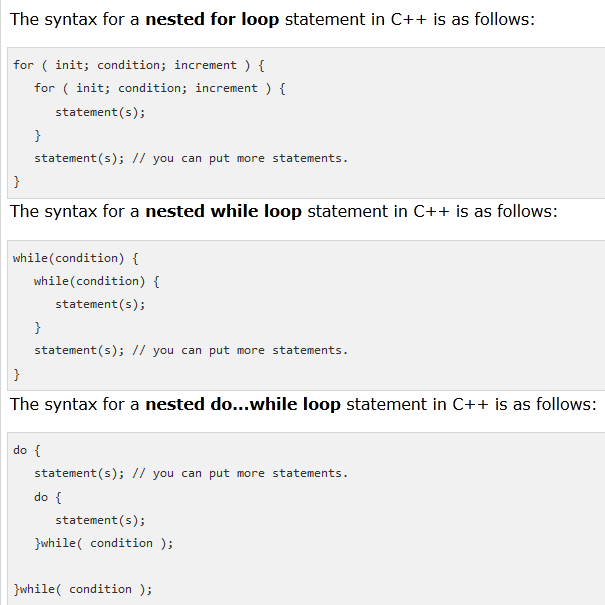 The syntax for a nested for loop statement in C++ is as follows:
for ( init; condition; increment ) {
for ( init; condition; increment ) {
statement(s);
}
statement(s); // you can put more statements.
}
The syntax for a nested while loop statement in C++ is as follows:
while(condition) {
while(condition) {
statement(s);
}
statement(s); // you can put more statements.
}
The syntax for a nested do...while loop statement in C++ is as follows:
do {
statement(s); // you can put more statements.
do {
statement(s);
}while( condition );
}while( condition );